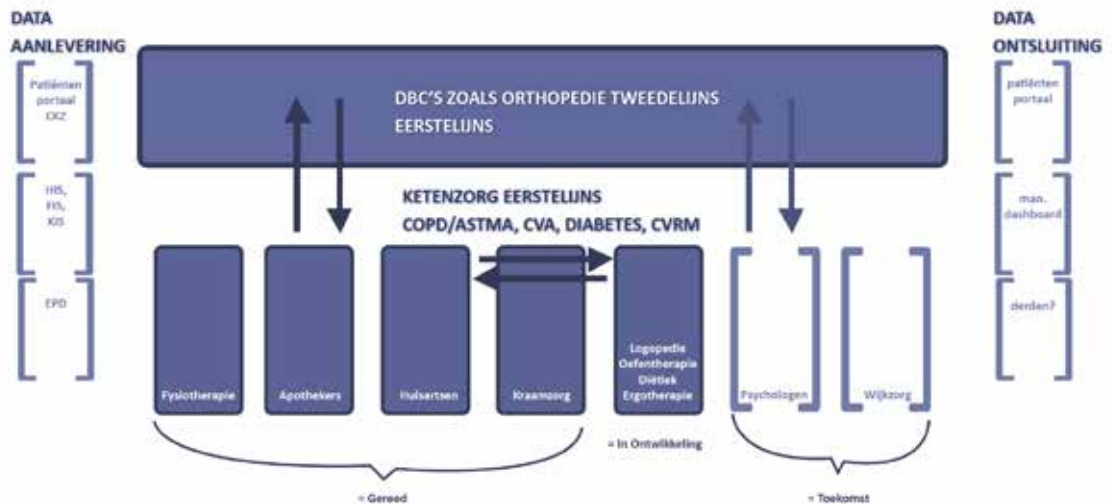 DATA
AANLEVERING
Patiënten
portaal
CKZ
HIS,
FIS,
KIS
EPD
DBC'S ZOALS ORTHOPEDIE TWEEDELIJNS
EERSTELIJNS
KETENZORG EERSTELIJNS
COPD/ASTMA, CVA, DIABETES, CVRM
Fysiotherapie
Apothekers
Huisartsen
Kraamzorg
Logopedie
Oefentherapie
Diëtiek
Ergotherapie
Psychologen
Wijkzorg
= Gereed
= In Ontwikkeling
= Toekomst
DATA
ONTSLUITING
patiënten
portaal
man.
dashboard
derden?